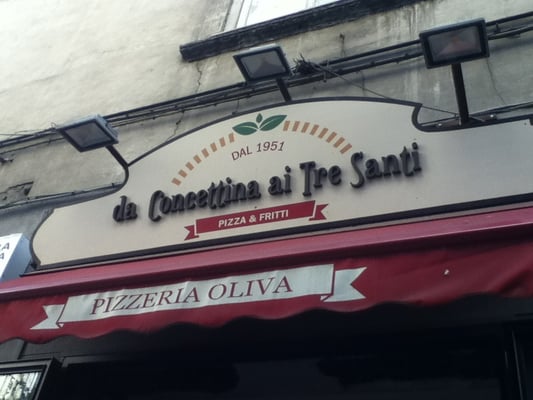 DAL 1951
da Concettina ai Tre Santi
PIZZA & FRITTI
PIZZERIA OLIVA